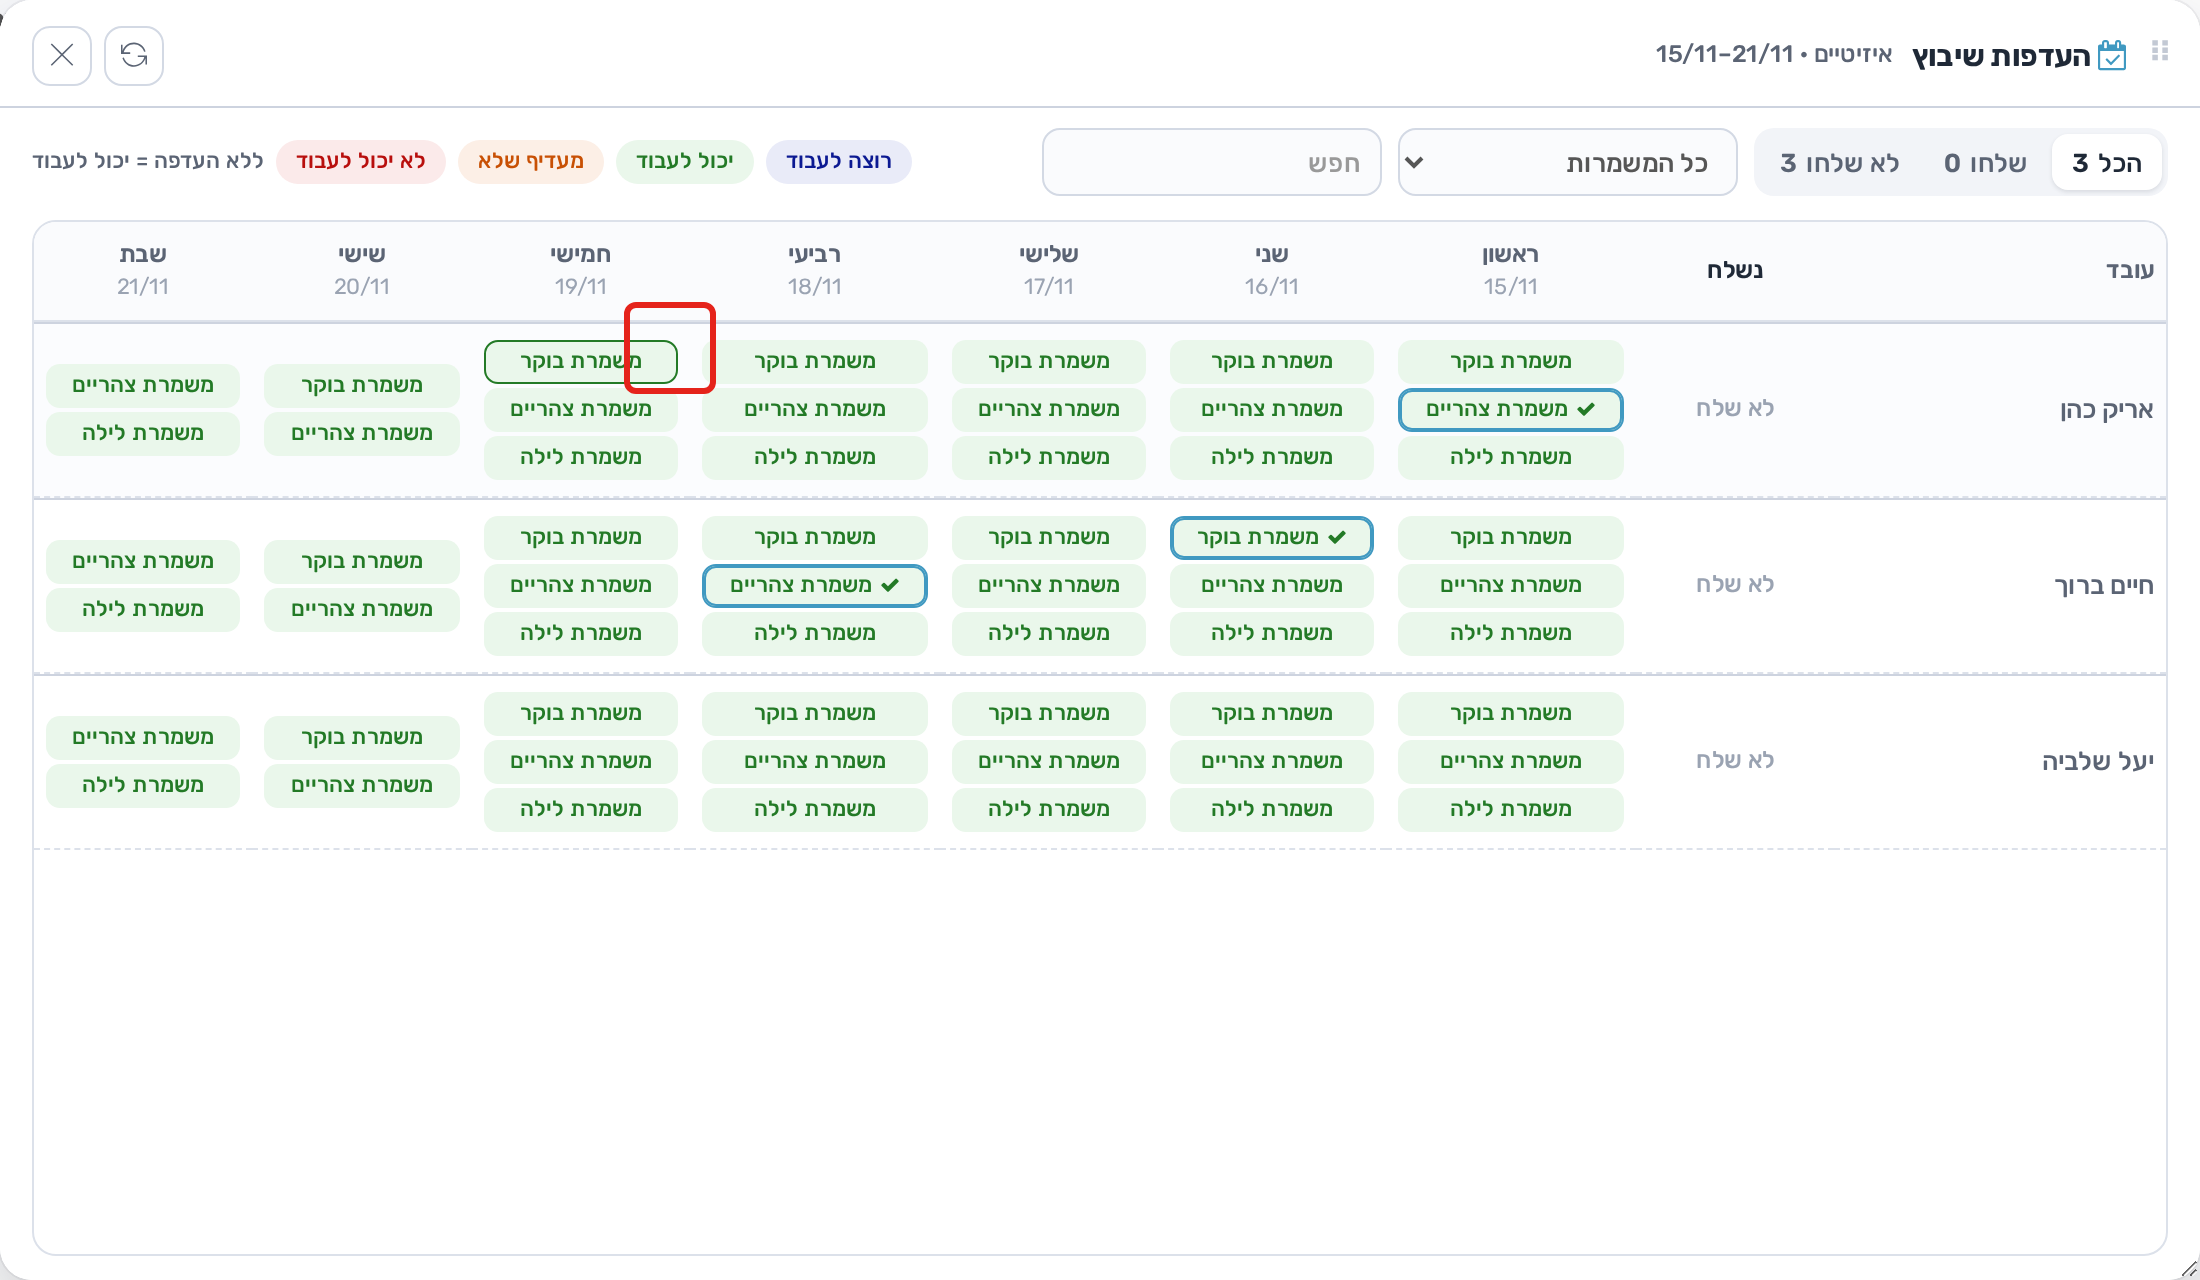 העדפות שיבוץ איזיטיים • 15/11-21/11
הכל 3 שלחו 0 לא שלחו 3 כל המשמרות חפש רוצה לעבוד יכול לעבוד מעדיף שלא לא יכול לעבוד ללא העדפה = יכול לעבוד
עובד נשלח ראשון שני שלישי רביעי חמישי שישי שבת
15/11 16/11 17/11 18/11 19/11 20/11 21/11
אריק כהן לא שלח
משמרת בוקר משמרת בוקר משמרת בוקר משמרת בוקר משמרת בוקר משמרת בוקר משמרת צהריים
✔ משמרת צהריים משמרת צהריים משמרת צהריים משמרת צהריים משמרת צהריים משמרת צהריים משמרת לילה
משמרת לילה משמרת לילה משמרת לילה משמרת לילה משמרת לילה
חיים ברוך לא שלח
משמרת בוקר ✔ משמרת בוקר משמרת בוקר משמרת בוקר משמרת בוקר משמרת בוקר משמרת צהריים
משמרת צהריים משמרת צהריים משמרת צהריים ✔ משמרת צהריים משמרת צהריים משמרת צהריים משמרת לילה
משמרת לילה משמרת לילה משמרת לילה משמרת לילה משמרת לילה
יעל שלביה לא שלח
משמרת בוקר משמרת בוקר משמרת בוקר משמרת בוקר משמרת בוקר משמרת בוקר משמרת צהריים
משמרת צהריים משמרת צהריים משמרת צהריים משמרת צהריים משמרת צהריים משמרת צהריים משמרת לילה
משמרת לילה משמרת לילה משמרת לילה משמרת לילה משמרת לילה